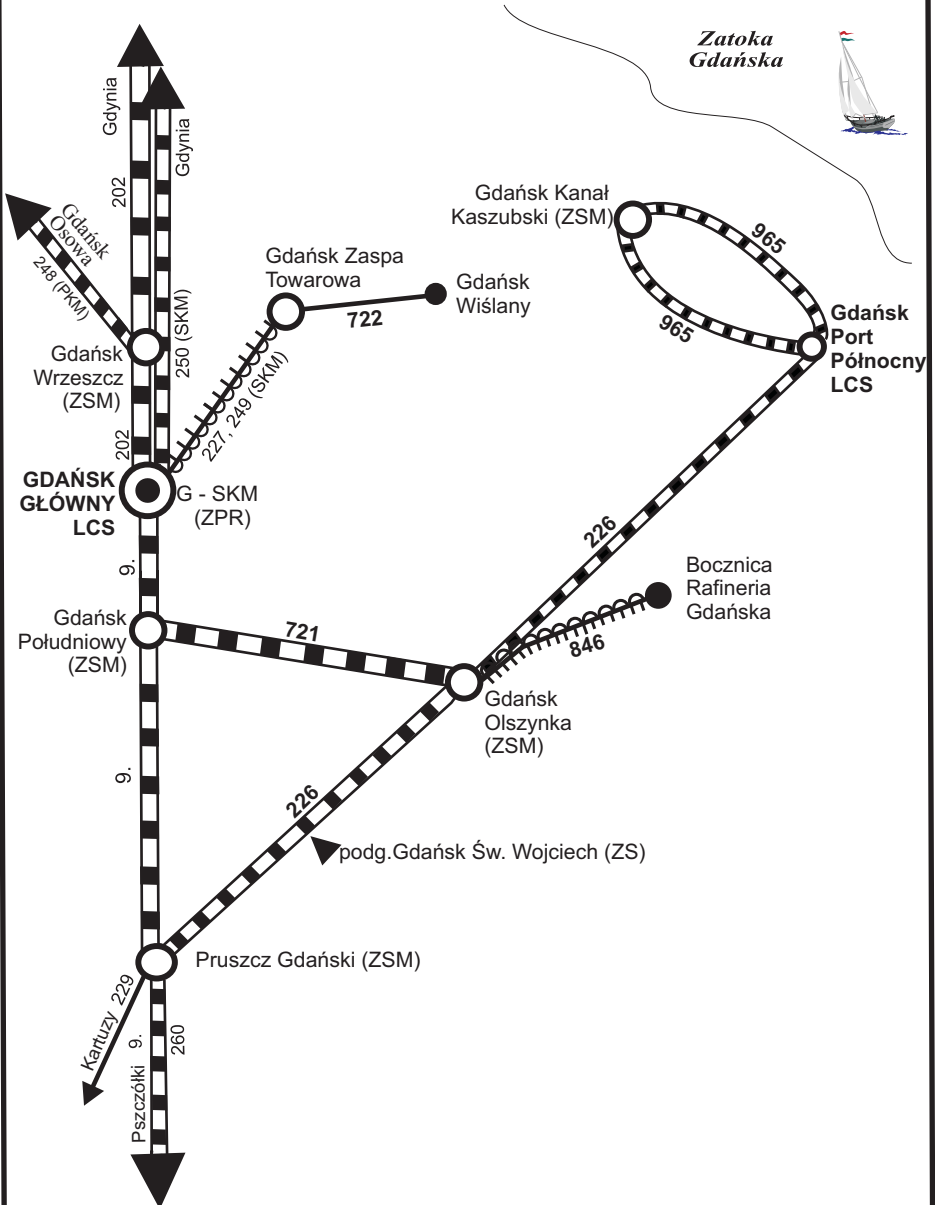 Zatoka
Gdańska
Gdynia
Gdynia
202
Gdańsk
Osowa
248 (PKM)
250 (SKM)
Gdańsk Kanał
Kaszubski (ZSM)
965
965
Gdańsk Zaspa
Towarowa
722
Gdańsk
Wiślany
Gdańsk
Port
Północny
LCS
Gdańsk
Wrzeszcz
(ZSM)
227, 249 (SKM)
202
GDAŃSK
GŁÓWNY
LCS
G - SKM
(ZPR)
226
9.
Bocznica
Rafineria
Gdańska
846
Gdańsk
Południowy
(ZSM)
721
Gdańsk
Olszynka
(ZSM)
9.
226
podg.Gdańsk Św. Wojciech (ZS)
Pruszcz Gdański (ZSM)
Kartuzy 229
9.
260
Pszczółki